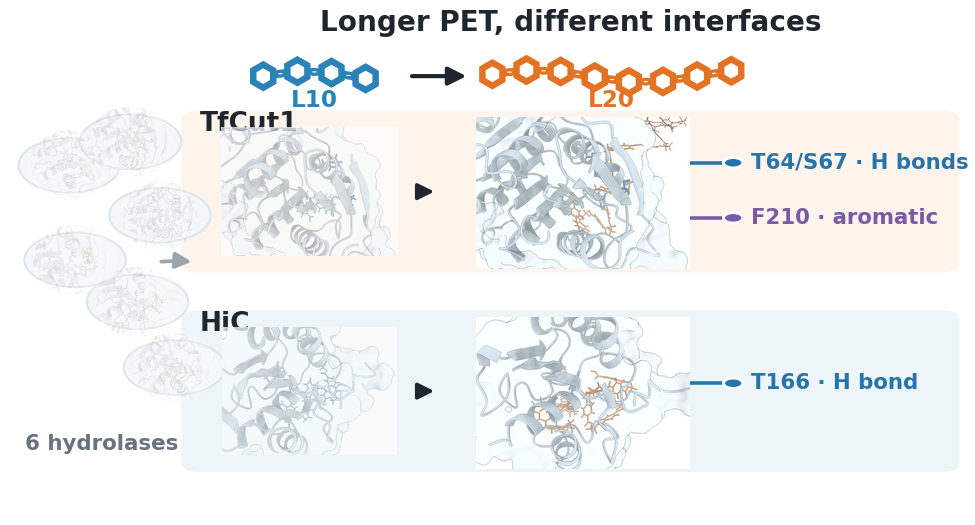 Longer PET, different interfaces
L10
L20
TfCut1
T64/S67 · H bonds
F210 · aromatic
HiC
T166 · H bond
6 hydrolases